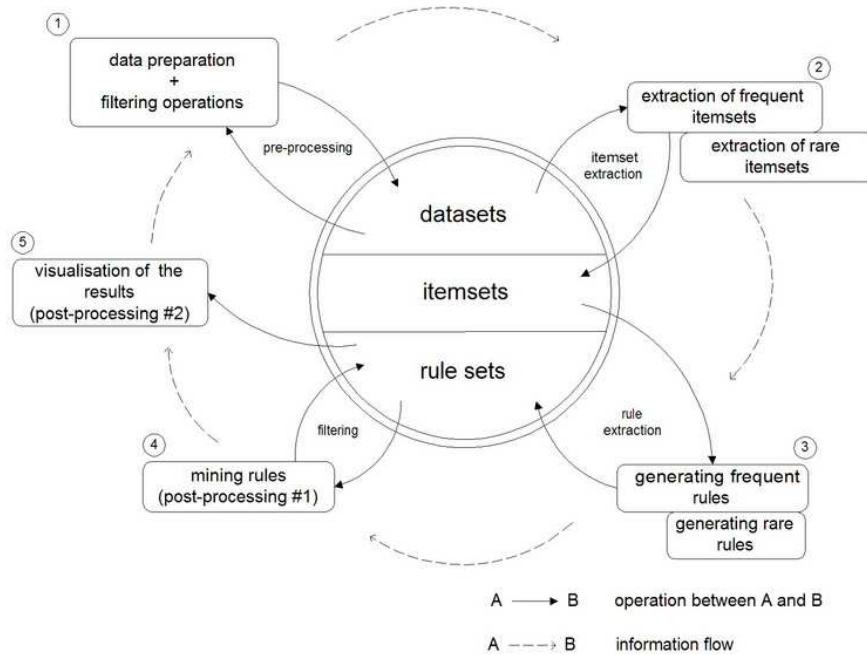 1
data preparation
+
filtering operations
2
extraction of frequent
itemsets
extraction of rare
itemsets
pre-processing
itemset
extraction
datasets
itemsets
rule sets
5
visualisation of the
results
(post-processing #2)
4
mining rules
(post-processing #1)
filtering
rule
extraction
3
generating frequent
rules
generating rare
rules
A B operation between A and B
A B information flow